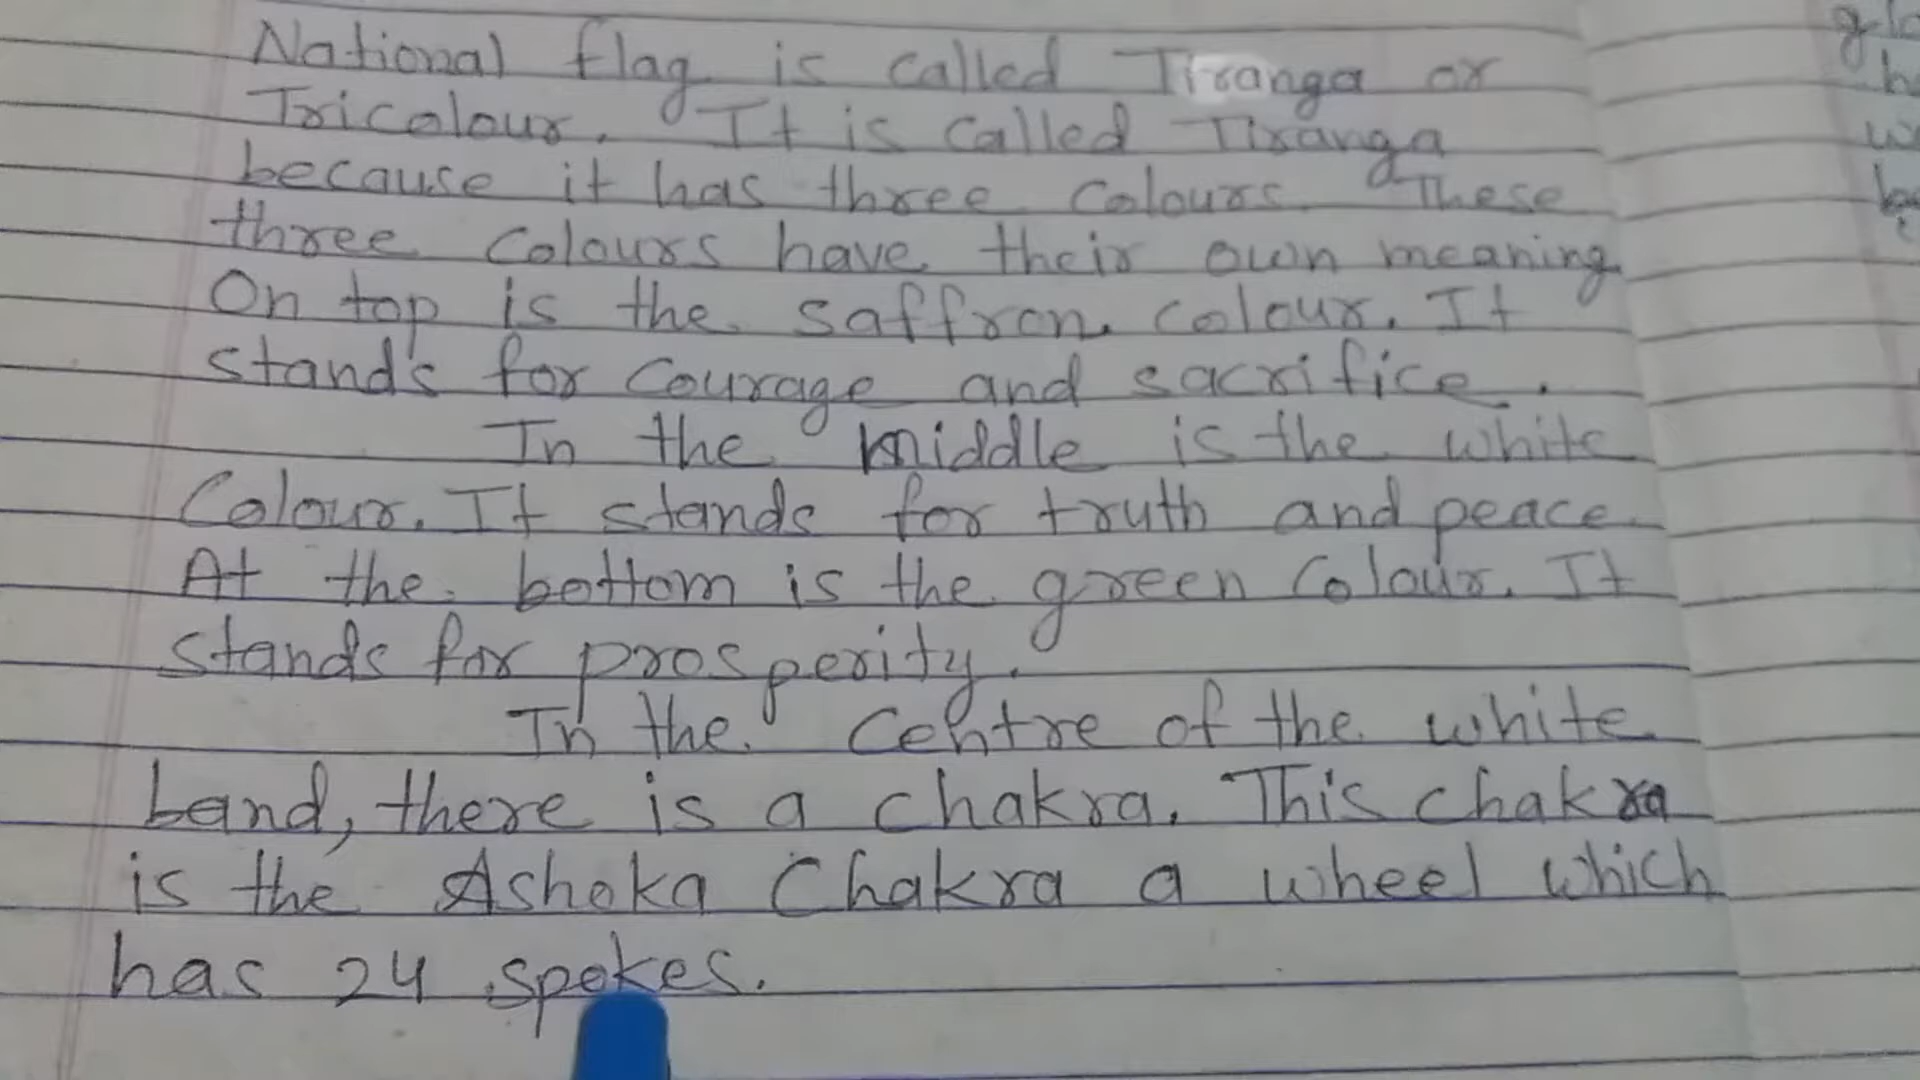 National flag is called Tiranga or
Tricolour. It is called Tiranga
because it has three colours. These
three colours have their own meaning.
On top is the saffron colour. It
stands for courage and sacrifice.
In the middle is the white
Colour. It stands for truth and peace.
At the bottom is the green Colour. It
stands for prosperity.
In the centre of the white
band, there is a chakra. This chakra
is the Ashoka Chakra a wheel which
has 24 spokes.